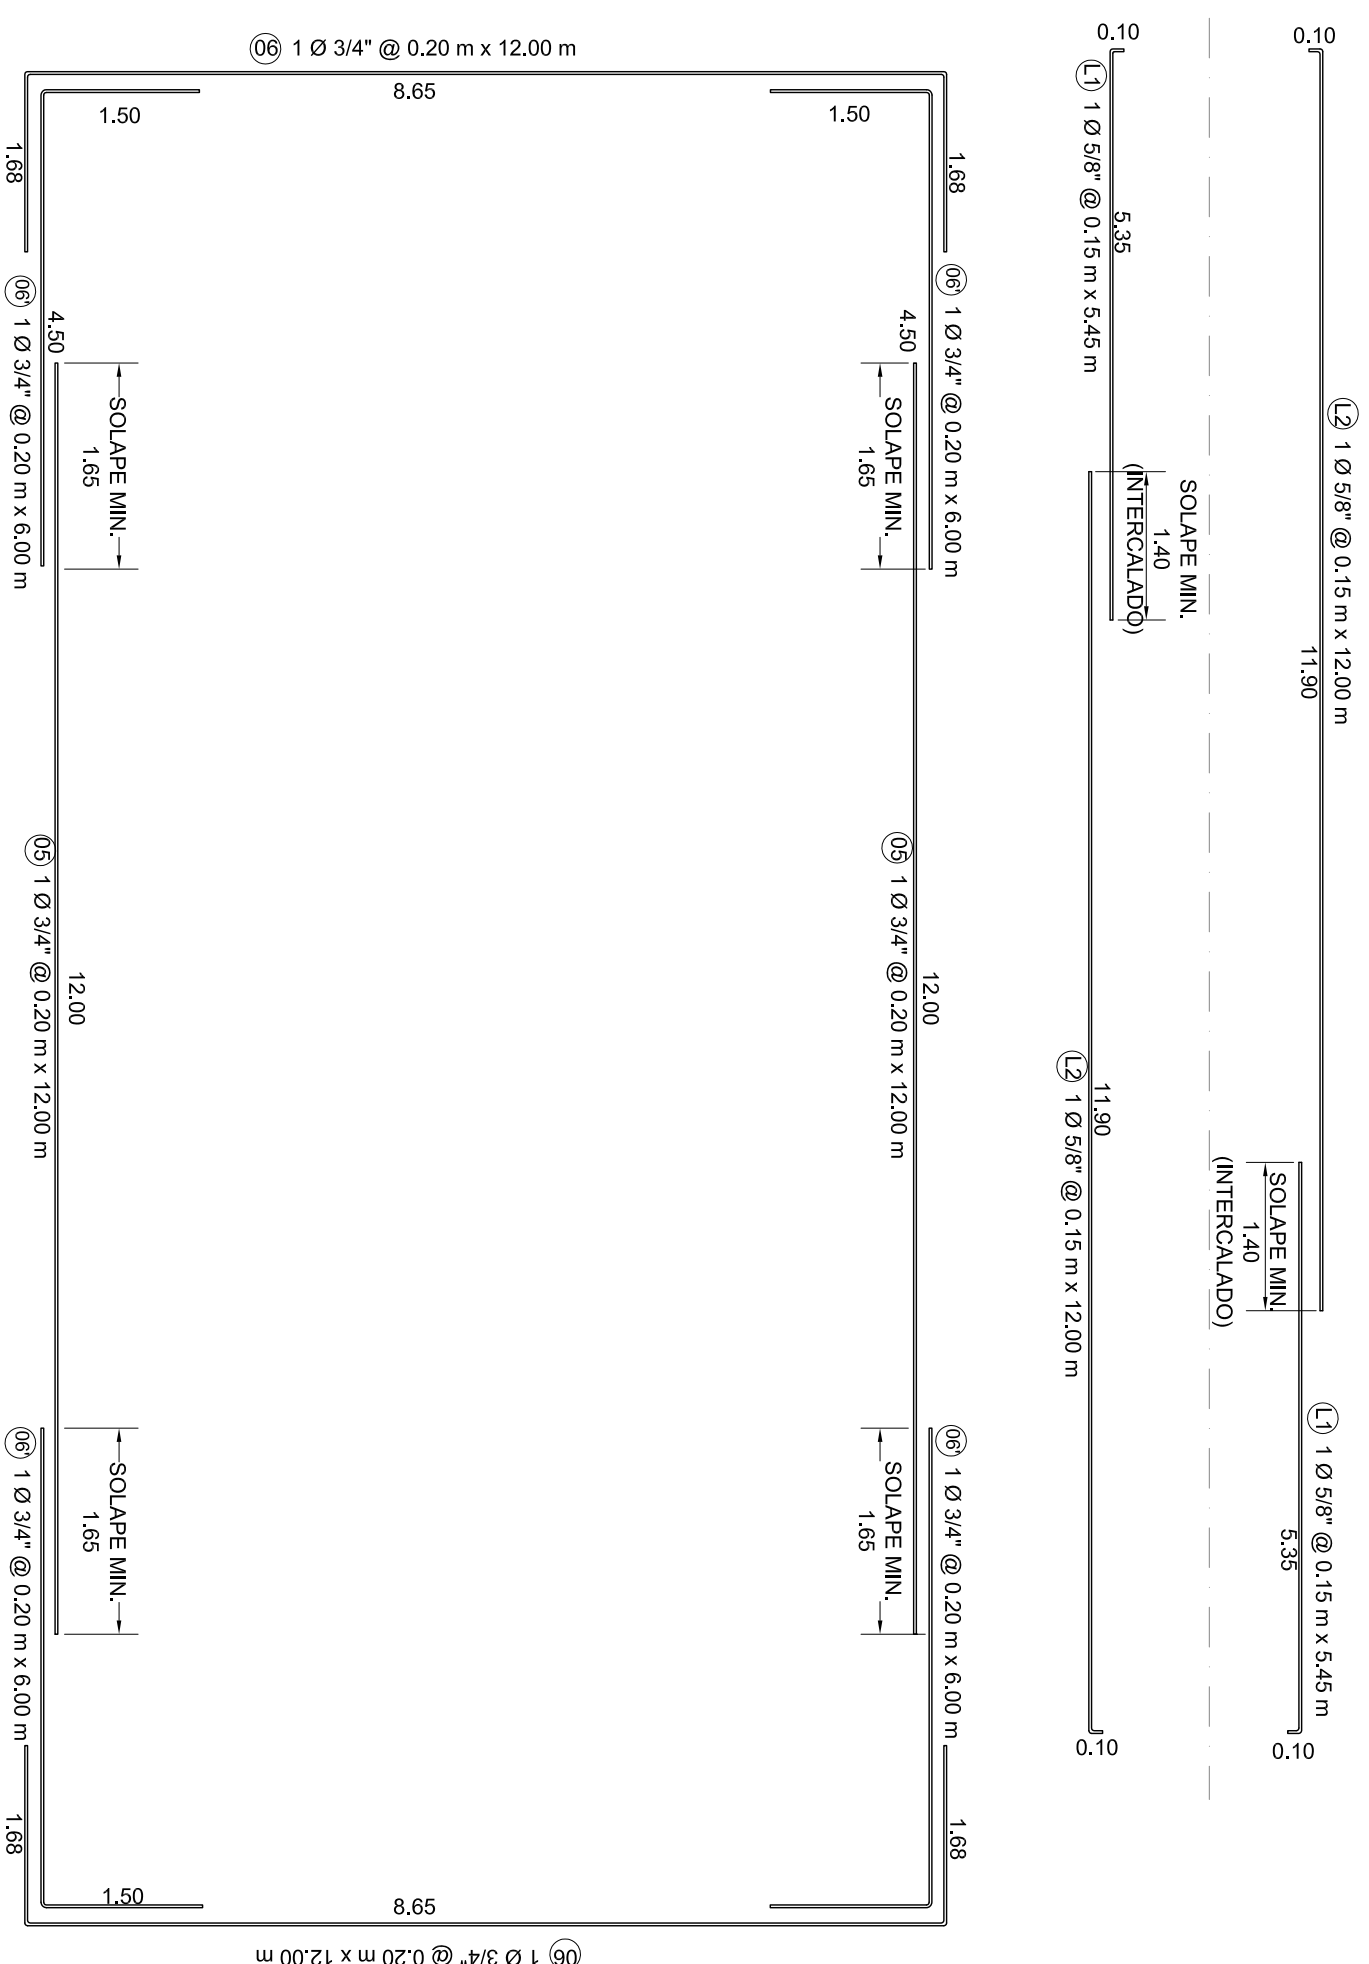 06 1 Ø 3/4" @ 0.20 m x 12.00 m
8.65
1.50
1.50
1.68
1.68
06' 1 Ø 3/4" @ 0.20 m x 6.00 m
4.50
SOLAPE MIN.
1.65
06' 1 Ø 3/4" @ 0.20 m x 6.00 m
4.50
SOLAPE MIN.
1.65
05 1 Ø 3/4" @ 0.20 m x 12.00 m
12.00
05 1 Ø 3/4" @ 0.20 m x 12.00 m
12.00
06' 1 Ø 3/4" @ 0.20 m x 6.00 m
SOLAPE MIN.
1.65
06' 1 Ø 3/4" @ 0.20 m x 6.00 m
SOLAPE MIN.
1.65
1.68
1.68
1.50
8.65
06 1 Ø 3/4" @ 0.20 m x 12.00 m
0.10
0.10
L1 1 Ø 5/8" @ 0.15 m x 5.45 m
5.35
SOLAPE MIN.
1.40
(INTERCALADO)
L2 1 Ø 5/8" @ 0.15 m x 12.00 m
11.90
L2 1 Ø 5/8" @ 0.15 m x 12.00 m
11.90
SOLAPE MIN.
1.40
(INTERCALADO)
L1 1 Ø 5/8" @ 0.15 m x 5.45 m
5.35
0.10
0.10